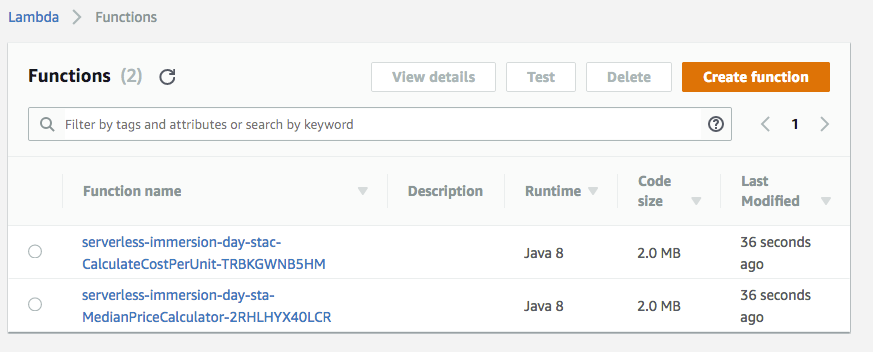 Lambda > Functions
Functions (2)
View details
Test
Delete
Create function
Filter by tags and attributes or search by keyword
?
< 1 >
Function name
Description
Runtime
Code
size
Last
Modified
serverless-immersion-day-stac-
CalculateCostPerUnit-TRBKGWNB5HM
Java 8
2.0 MB
36 seconds
ago
serverless-immersion-day-sta-
MedianPriceCalculator-2RHLHYX40LCR
Java 8
2.0 MB
36 seconds
ago